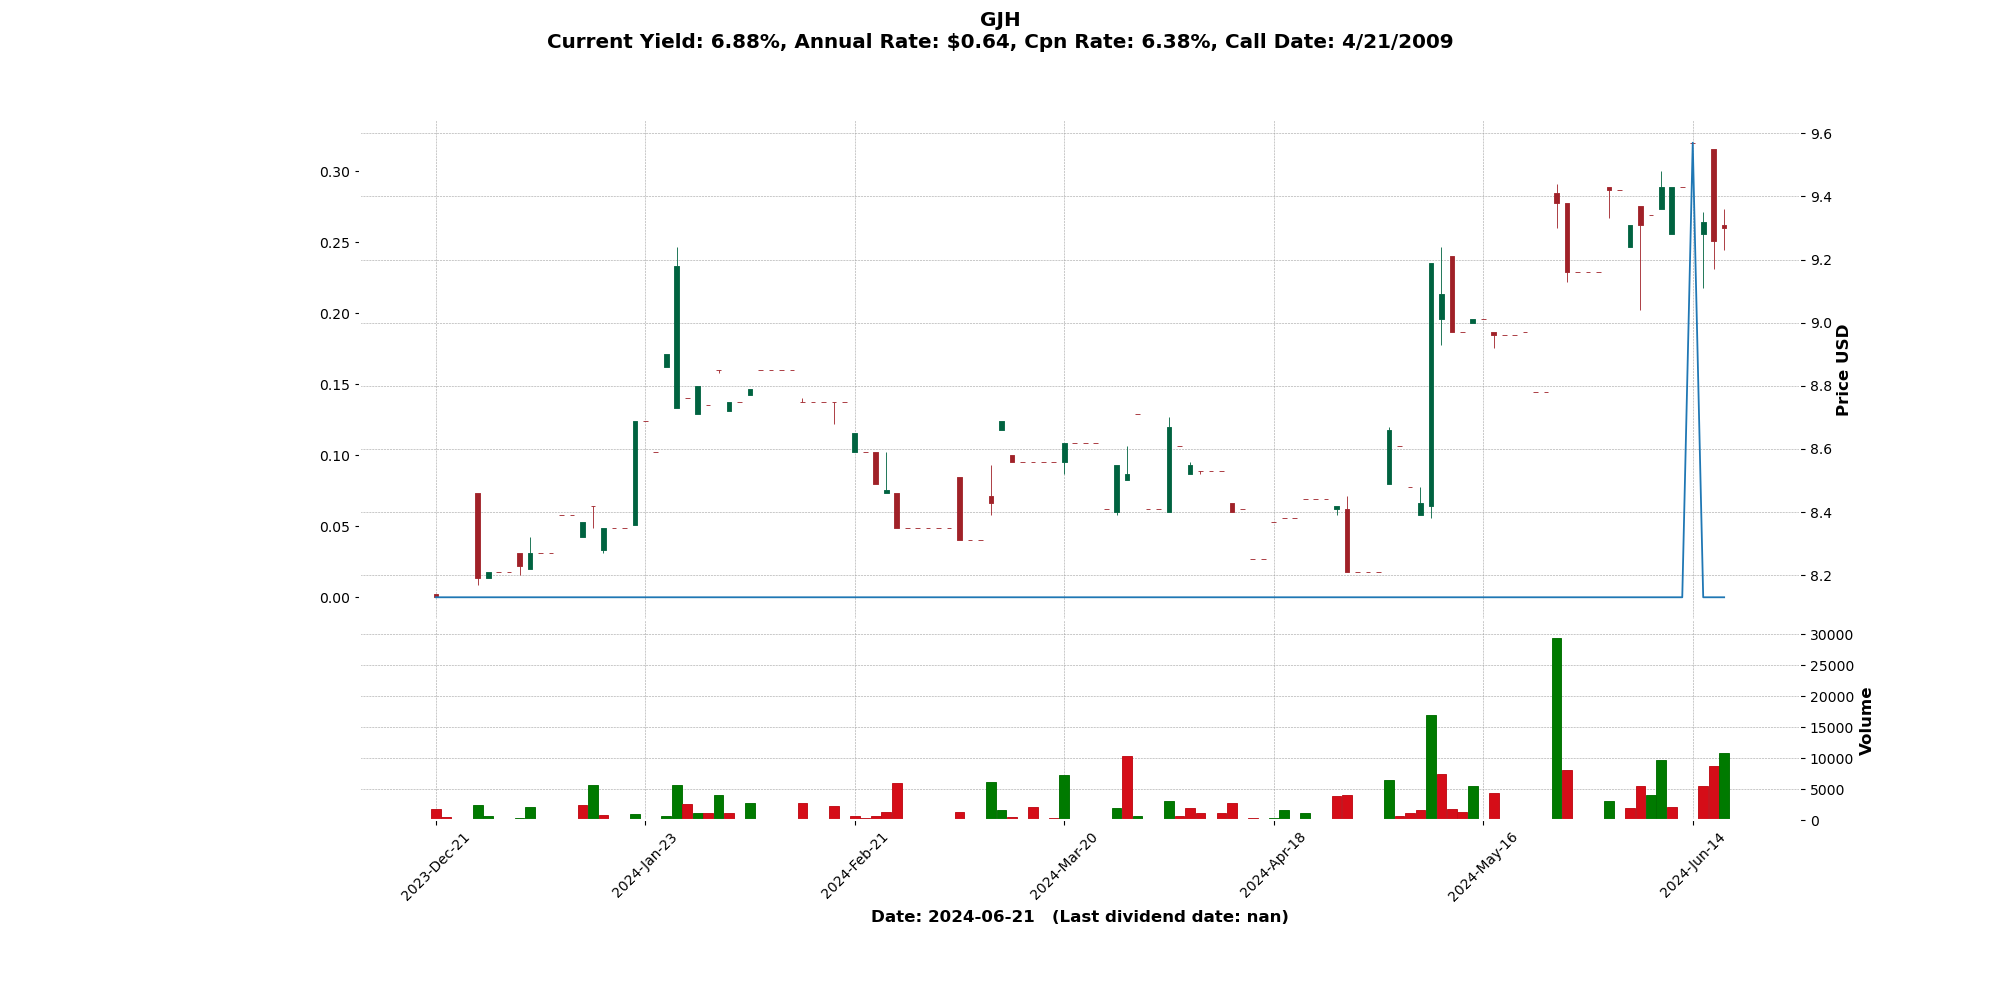 GJH
Current Yield: 6.88%, Annual Rate: $0.64, Cpn Rate: 6.38%, Call Date: 4/21/2009
0.30
0.25
0.20
0.15
0.10
0.05
0.00
9.6
9.4
9.2
9.0
8.8
8.6
8.4
8.2
Price USD
30000
25000
20000
15000
10000
5000
0
Volume
2023-Dec-21
2024-Jan-23
2024-Feb-21
2024-Mar-20
2024-Apr-18
2024-May-16
2024-Jun-14
Date: 2024-06-21 (Last dividend date: nan)